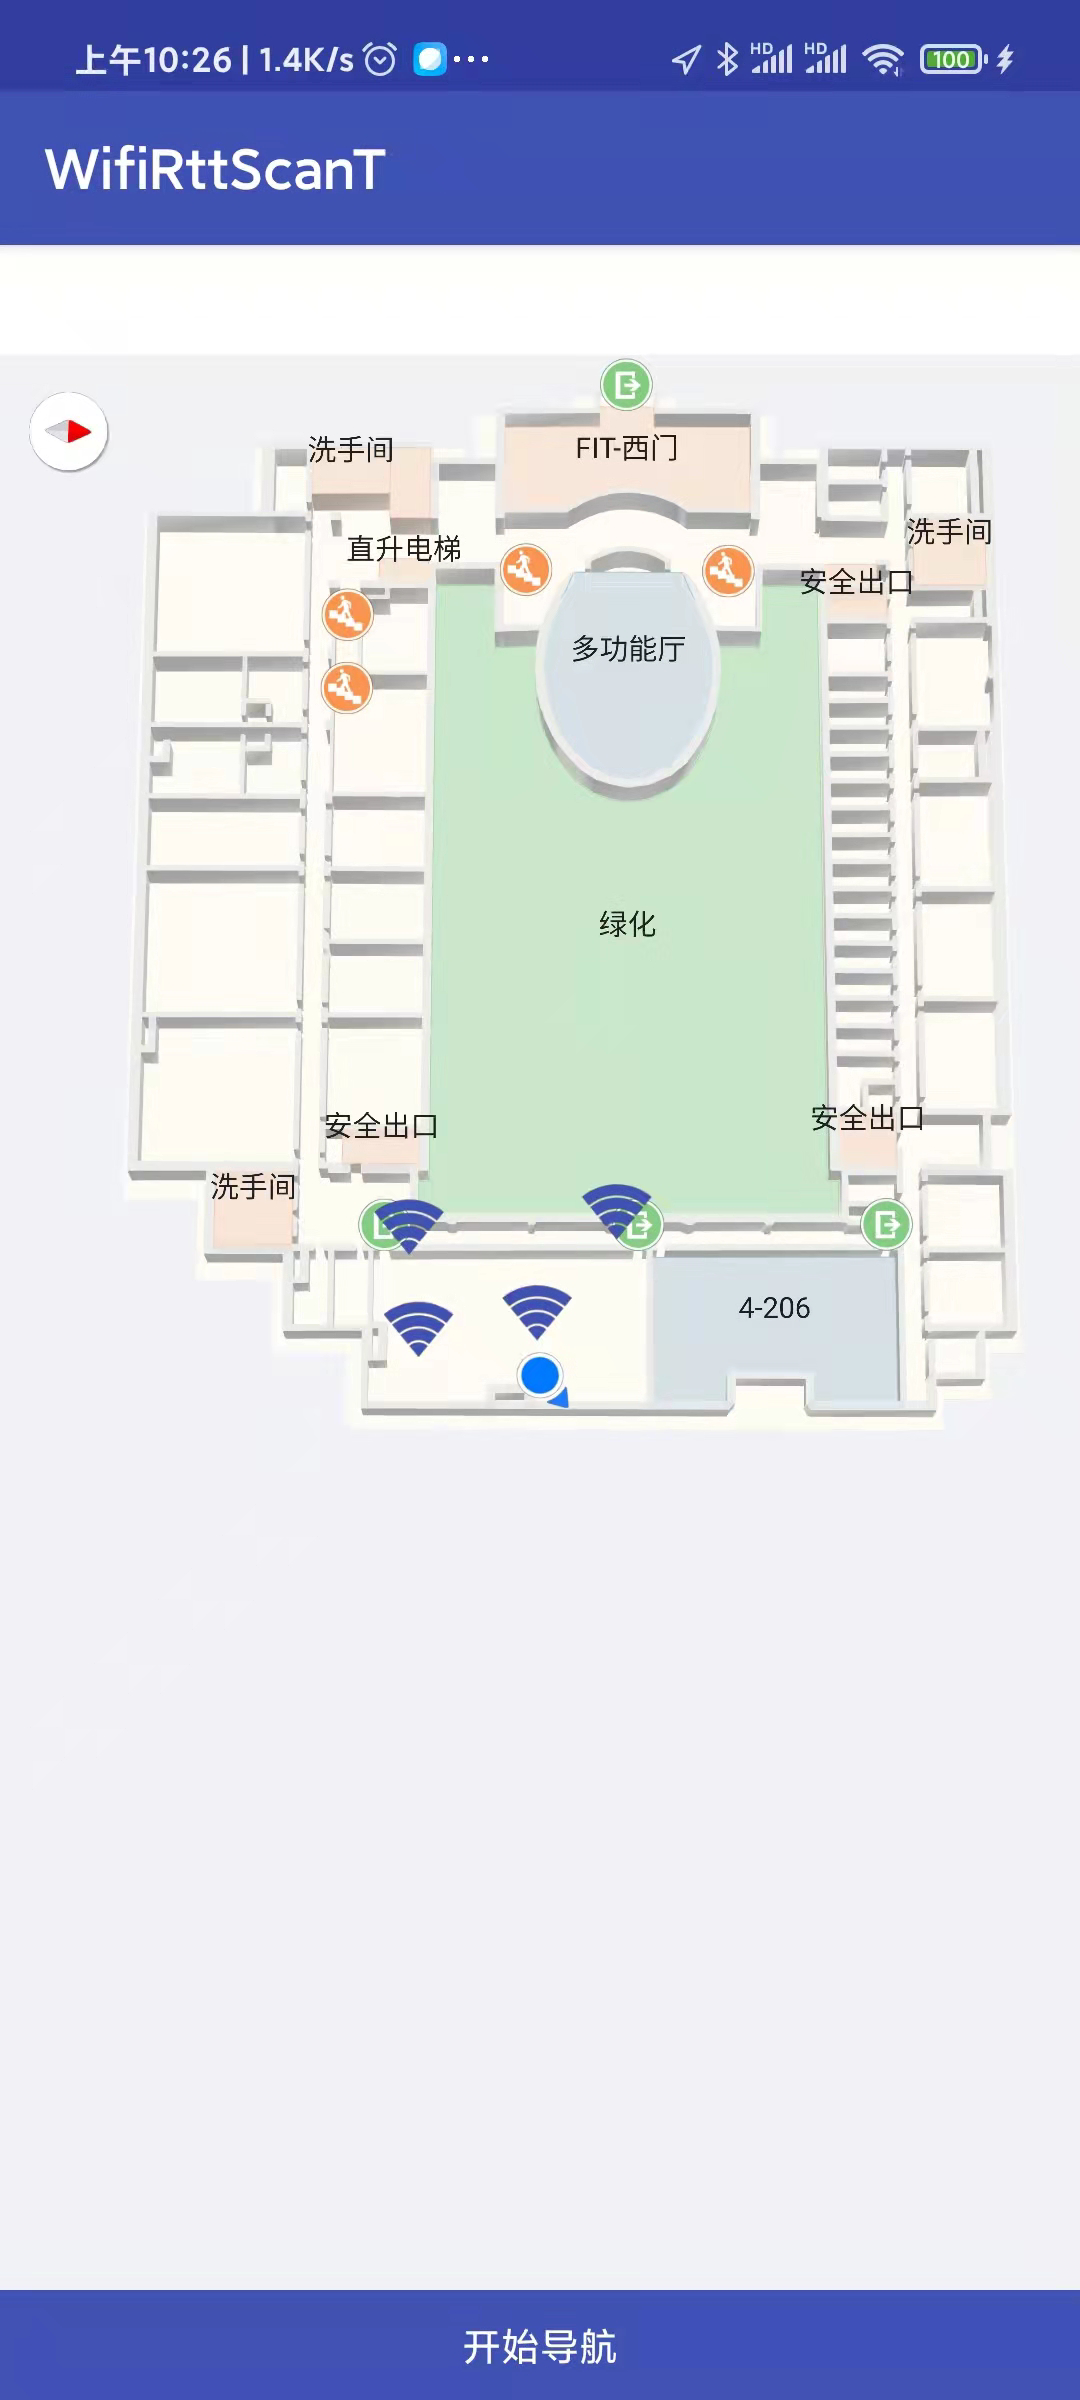 上午10:26 | 1.4K/s ...
HD HD 100
WifiRttScanT
FIT-西门
洗手间
洗手间
直升电梯
安全出口
多功能厅
绿化
安全出口
安全出口
洗手间
4-206
开始导航